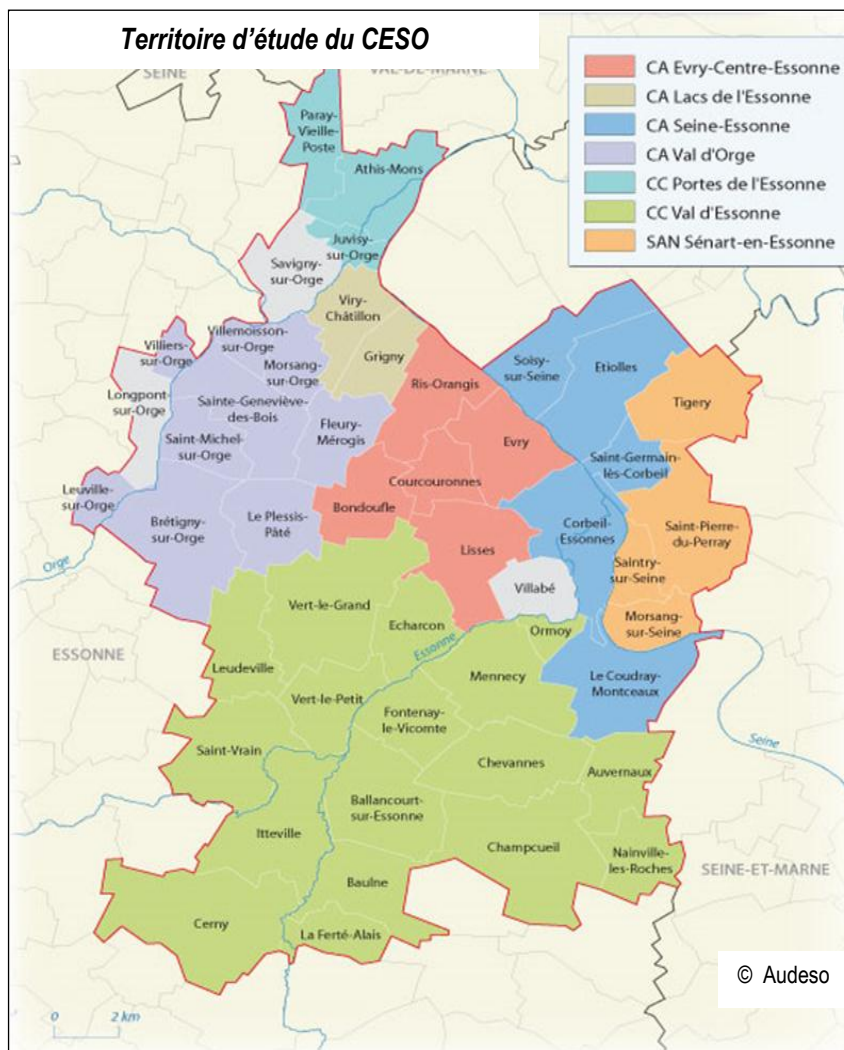 Territoire d'étude du CESO
SEINE
VAL-DE-MARNE
CA Evry-Centre-Essonne
CA Lacs de l'Essonne
CA Seine-Essonne
CA Val d'Orge
CC Portes de l'Essonne
CC Val d'Essonne
SAN Sénart-en-Essonne
Paray-
Vieille-
Poste
Athis-Mons
Juvisy-
sur-Orge
Savigny-
sur-Orge
Viry-
Châtillon
Grigny
Villiers-
sur-Orge
Villemoisson-
sur-Orge
Morsang-
sur-Orge
Longpont-
sur-Orge
Sainte-Geneviève-
des-Bois
Saint-Michel-
sur-Orge
Fleury-
Mérogis
Ris-Orangis
Evry
Soisy-
sur-Seine
Etiolles
Tigery
Saint-Germain-
lès-Corbeil
Courcouronnes
Bondoufle
Leuville-
sur-Orge
Brétigny-
sur-Orge
Le Plessis-
Pâté
Lisses
Corbeil-
Essonnes
Saint-Pierre-
du-Perray
Saintry-
sur-Seine
Morsang-
sur-Seine
Villabé
Orge
Vert-le-Grand
Echarcon
Essonne
Ormoy
ESSONNE
Leudeville
Mennecy
Le Coudray-
Montceaux
Vert-le-Petit
Fontenay-
le-Vicomte
Seine
Saint-Vrain
Chevannes
Auvernaux
Ballancourt-
sur-Essonne
Itteville
Champcueil
Nainville-
les-Roches
SEINE-ET-MARNE
Baulne
Cerny
La Ferté-Alais
© Audeso
0 2 km